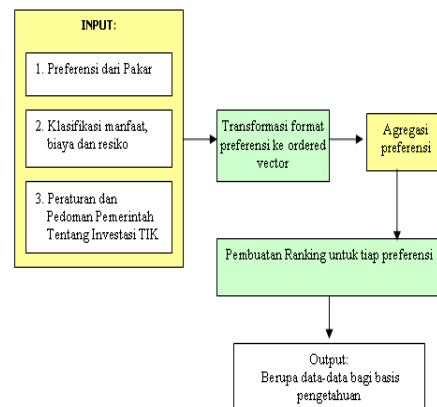 INPUT:
1. Preferensi dari Pakar
2. Klasifikasi manfaat,
biaya dan resiko
3. Peraturan dan
Pedoman Pemerintah
Tentang Investasi TIK
Transformasi format
preferensi ke ordered
vector
Agregasi
preferensi
Pembuatan Ranking untuk tiap preferensi
Output:
Berupa data-data bagi basis
pengetahuan